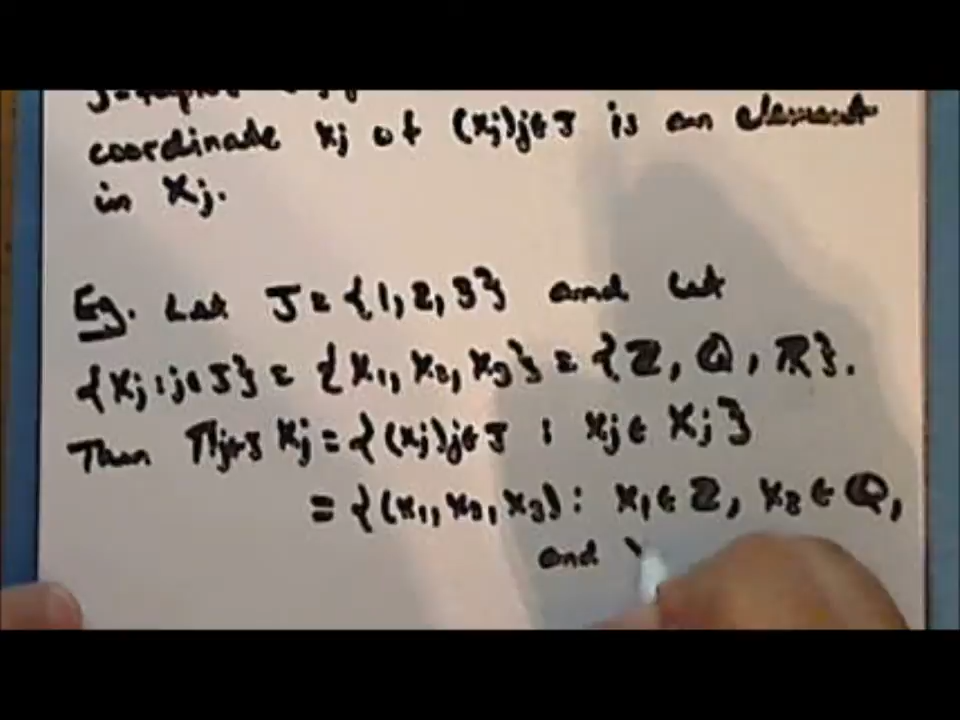 coordinate xj of (xj)j∈J is an element
in Xj.
Eg. Let J = {1, 2, 3} and let
{Xj : j∈J} = {X1, X2, X3} = {ℤ, ℚ, ℝ}.
Then Πj∈J Xj = {(xj)j∈J : xj ∈ Xj}
= {(x1, x2, x3) : x1 ∈ ℤ, x2 ∈ ℚ,
and